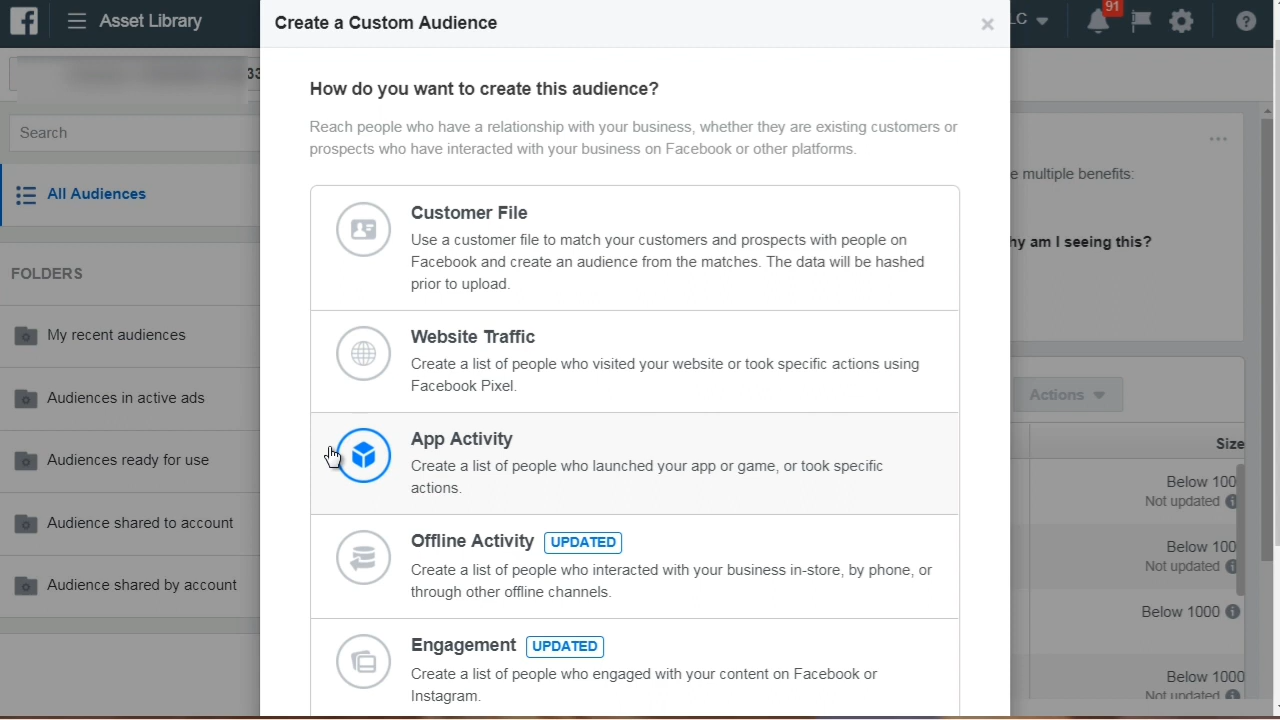 Asset Library
Create a Custom Audience
LC
91
33
Search
All Audiences
FOLDERS
My recent audiences
Audiences in active ads
Audiences ready for use
Audience shared to account
Audience shared by account
How do you want to create this audience?
Reach people who have a relationship with your business, whether they are existing customers or
prospects who have interacted with your business on Facebook or other platforms.
Customer File
Use a customer file to match your customers and prospects with people on
Facebook and create an audience from the matches. The data will be hashed
prior to upload.
Website Traffic
Create a list of people who visited your website or took specific actions using
Facebook Pixel.
App Activity
Create a list of people who launched your app or game, or took specific
actions.
Offline Activity UPDATED
Create a list of people who interacted with your business in-store, by phone, or
through other offline channels.
Engagement UPDATED
Create a list of people who engaged with your content on Facebook or
Instagram.
e multiple benefits:
hy am I seeing this?
Actions
Size
Below 100
Not updated
Below 100
Not updated
Below 1000
Below 1000
Not updated